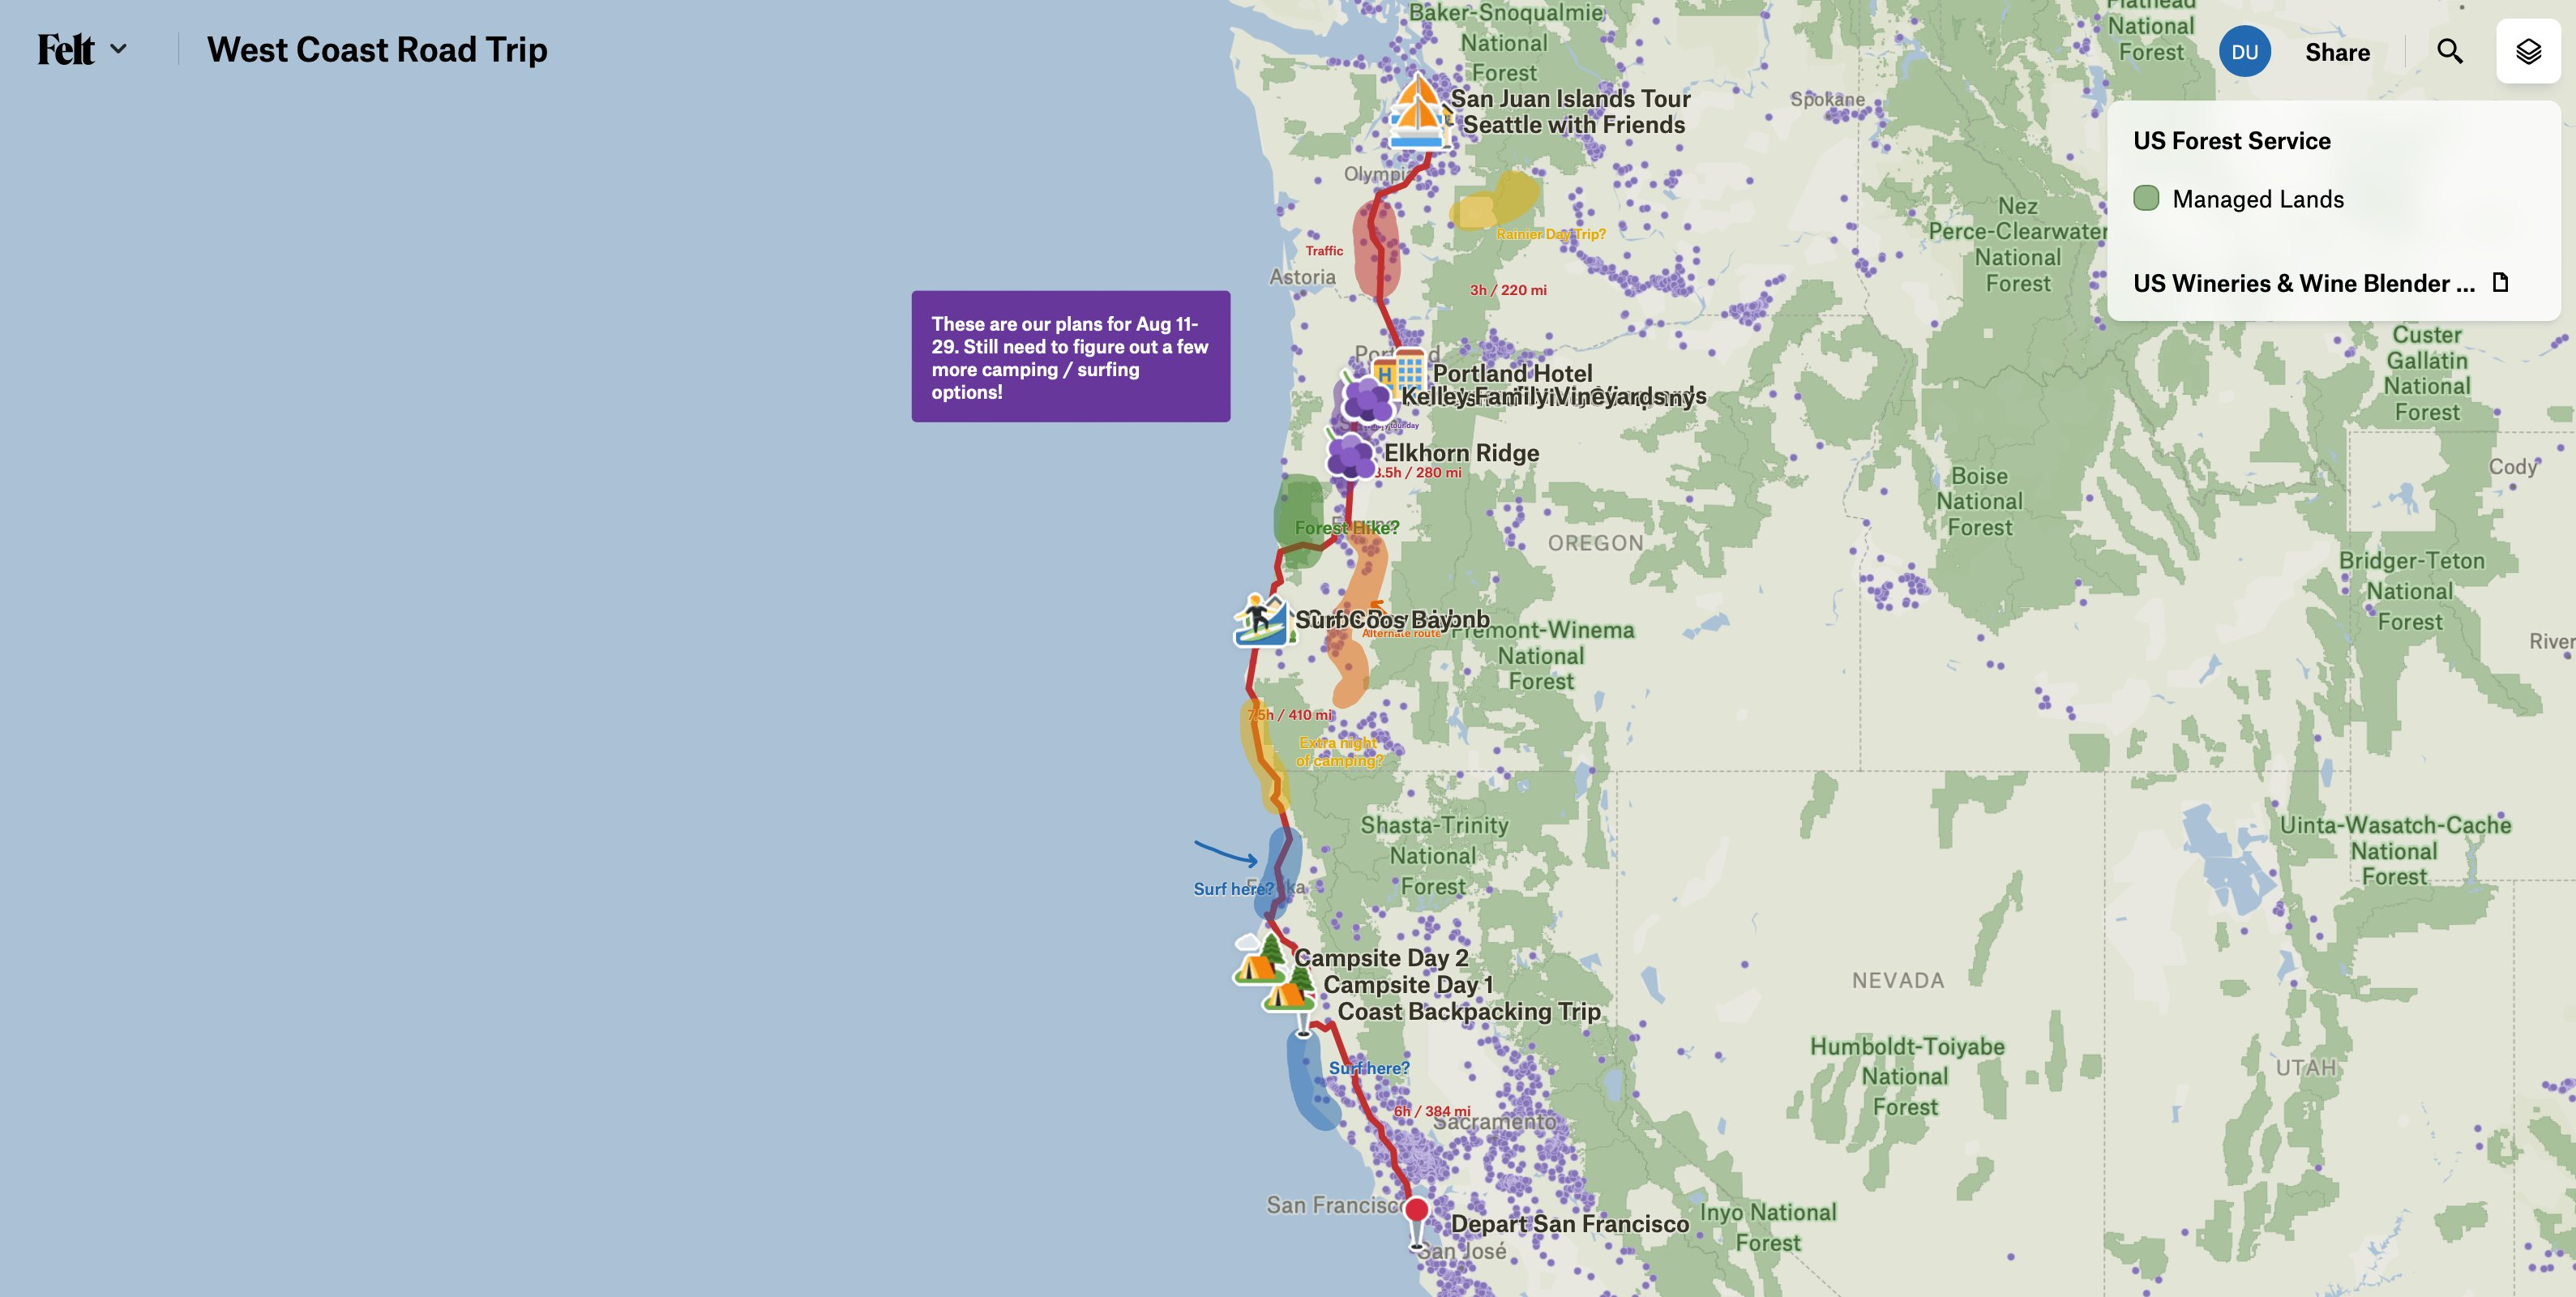 Felt
West Coast Road Trip
DU
Share
US Forest Service
Managed Lands
US Wineries & Wine Blender ...
Baker-Snoqualmie
National
Forest
Flathead
National
Forest
San Juan Islands Tour
Seattle with Friends
Spokane
Olympia
Rainier Day Trip?
Traffic
Astoria
3h / 220 mi
Nez
Perce-Clearwater
National
Forest
These are our plans for Aug 11-
29. Still need to figure out a few
more camping / surfing
options!
Custer
Gallatin
National
Forest
Portland Hotel
Kelley Family Vineyards
tour day
Elkhorn Ridge
3.5h / 280 mi
Cody
Boise
National
Forest
Forest Hike?
OREGON
Bridger-Teton
National
Forest
Surf Coos Bay
Alternate route
Fremont-Winema
National
Forest
River
7.5h / 410 mi
Extra night
of camping?
Shasta-Trinity
National
Forest
Uinta-Wasatch-Cache
National
Forest
Surf here?
Campsite Day 2
Campsite Day 1
Coast Backpacking Trip
NEVADA
Humboldt-Toiyabe
National
Forest
UTAH
Surf here?
6h / 384 mi
Sacramento
San Francisco
Depart San Francisco
San José
Inyo National
Forest